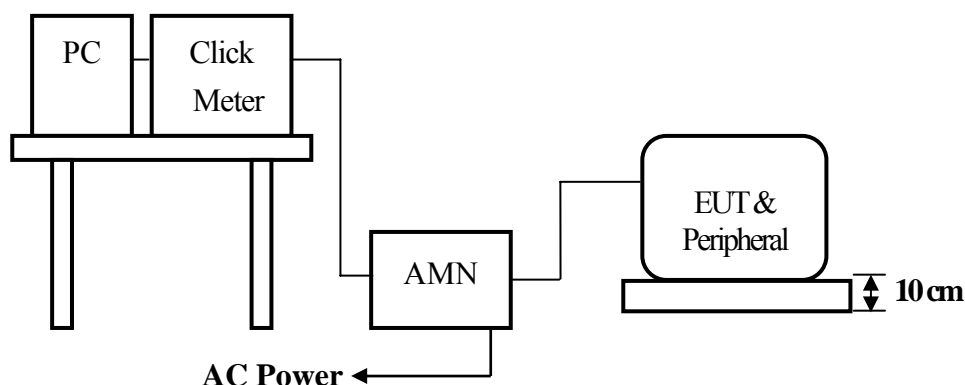 PC
Click
Meter
EUT &
Peripheral
AMN
10 cm
AC Power